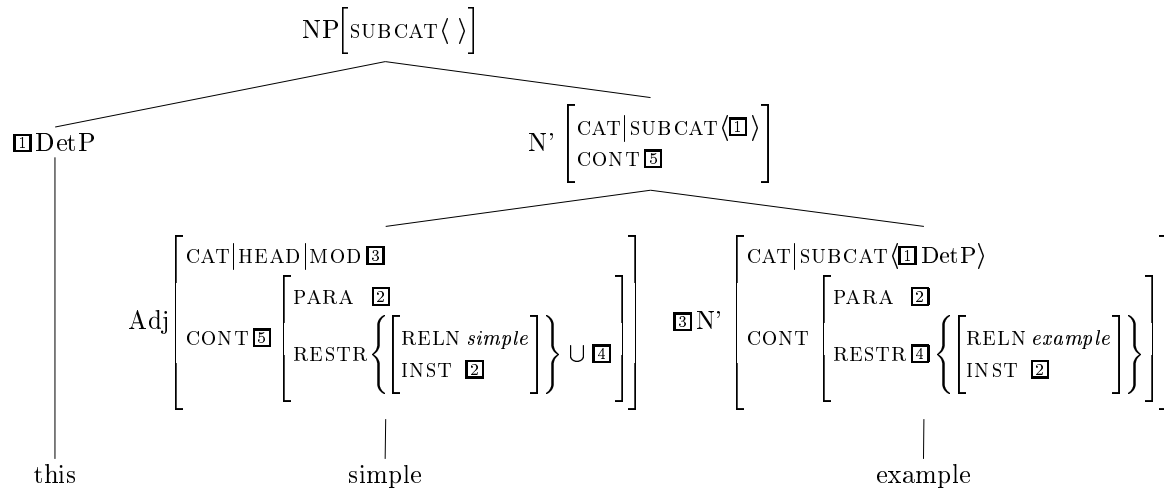 NP[SUBCAT⟨ ⟩]
[1]DetP
N’ [CAT|SUBCAT⟨[1]⟩
CONT [5]]
Adj [CAT|HEAD|MOD [3]
CONT [5] [PARA [2]
RESTR {[RELN simple
INST [2]]} ∪ [4]]]
[3] N’ [CAT|SUBCAT⟨[1]DetP⟩
CONT [PARA [2]
RESTR [4] {[RELN example
INST [2]]}]]
this simple example